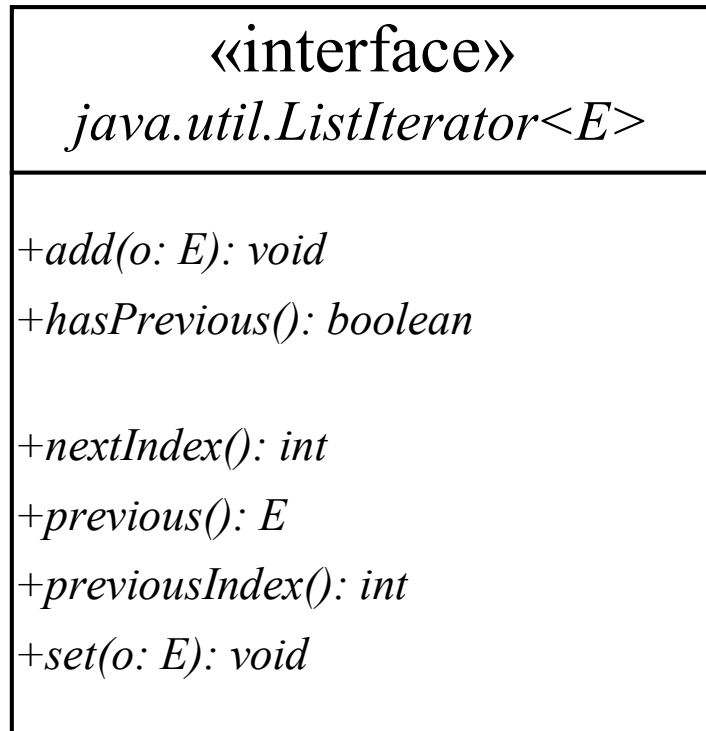 «interface»
java.util.ListIterator<E>
+add(o: E): void
+hasPrevious(): boolean
+nextIndex(): int
+previous(): E
+previousIndex(): int
+set(o: E): void